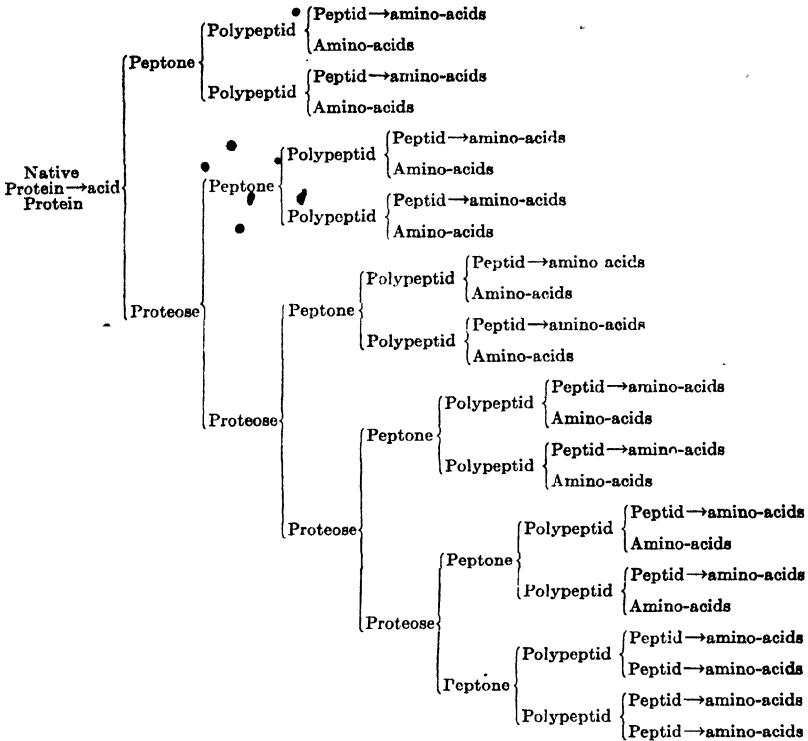 Peptid→amino-acids
Polypeptid
Amino-acids
Peptone
Peptid→amino-acids
Polypeptid
Amino-acids
Peptid→amino-acids
Polypeptid
Amino-acids
Native
Protein→acid
Protein
Peptone
Peptid→amino-acids
Polypeptid
Amino-acids
Peptid→amino acids
Polypeptid
Amino-acids
Proteose
Peptone
Peptid→amino-acids
Polypeptid
Amino-acids
Peptid→amino-acids
Polypeptid
Amino-acids
Proteose
Peptone
Peptid→amino-acids
Polypeptid
Amino-acids
Peptid→amino-acids
Polypeptid
Amino-acids
Proteose
Peptone
Peptid→amino-acids
Polypeptid
Amino-acids
Proteose
Peptid→amino-acids
Polypeptid
Peptid→amino-acids
Peptone
Peptid→amino-acids
Polypeptid
Peptid→amino-acids